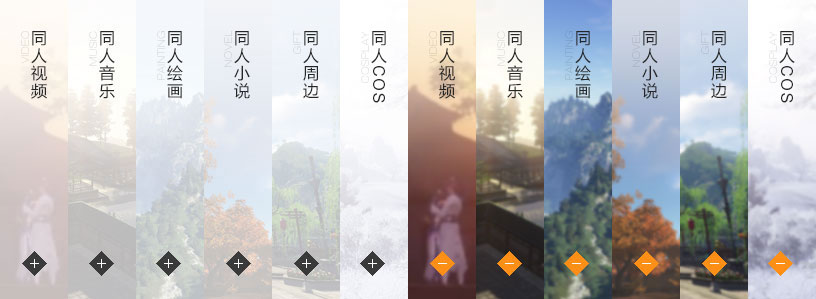 同人视频
VIDEO
同人音乐
MUSIC
同人绘画
PAINTING
同人小说
NOVEL
同人周边
GIFT
同人COS
COSPLAY
同人视频
VIDEO
同人音乐
MUSIC
同人绘画
PAINTING
同人小说
NOVEL
同人周边
GIFT
同人COS
COSPLAY